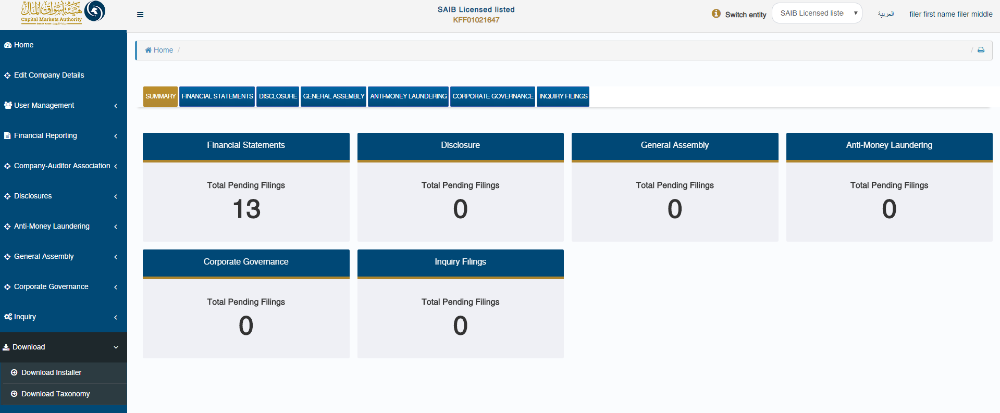 هيئة أسواق المال
Capital Markets Authority
State Of Kuwait دولة الكويت
SAIB Licensed listed
KFF01021647
Switch entity
SAIB Licensed liste
العربية
filer first name filer middle
Home
Edit Company Details
User Management
Financial Reporting
Company-Auditor Association
Disclosures
Anti-Money Laundering
General Assembly
Corporate Governance
Inquiry
Download
Download Installer
Download Taxonomy
Home /
/
SUMMARY
FINANCIAL STATEMENTS
DISCLOSURE
GENERAL ASSEMBLY
ANTI-MONEY LAUNDERING
CORPORATE GOVERNANCE
INQUIRY FILINGS
Financial Statements
Total Pending Filings
13
Disclosure
Total Pending Filings
0
General Assembly
Total Pending Filings
0
Anti-Money Laundering
Total Pending Filings
0
Corporate Governance
Total Pending Filings
0
Inquiry Filings
Total Pending Filings
0